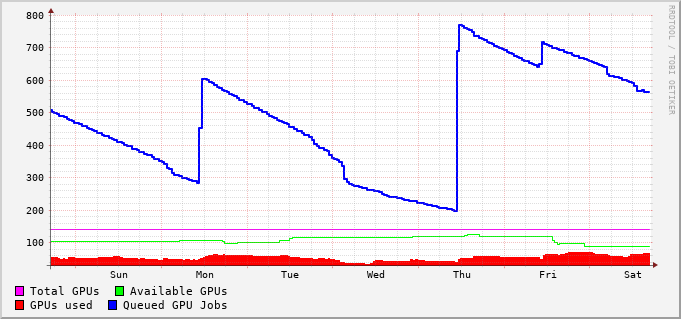 800
700
600
500
400
300
200
100
Sun Mon Tue Wed Thu Fri Sat
Total GPUs Available GPUs
GPUs used Queued GPU Jobs
RRDTOOL / TOBI OETIKER